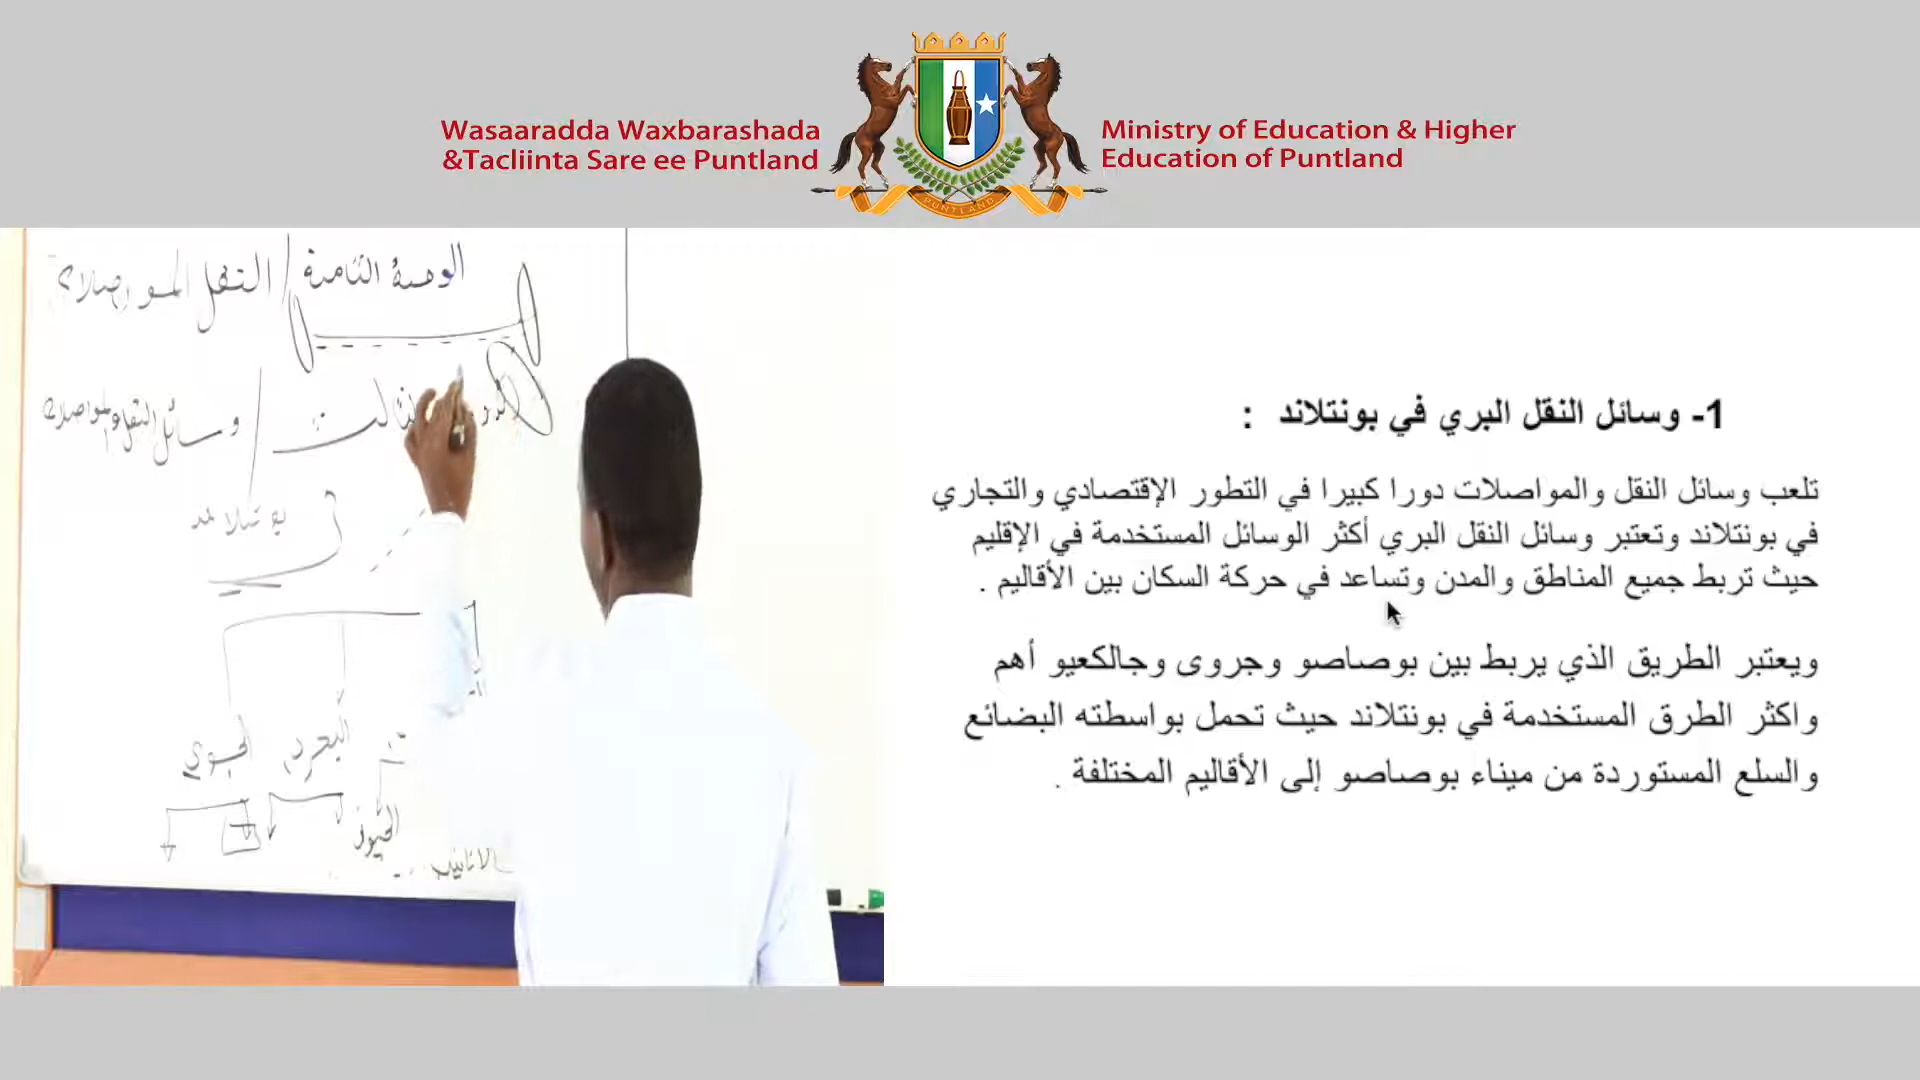 Wasaaradda Waxbarashada
&Tacliinta Sare ee Puntland
Ministry of Education & Higher
Education of Puntland
PUNTLAND
الوحدة الثامنة / النقل المواصلات
الثالث / وسائل النقل والمواصلات
بونتلاند
البحري
الجوي
1- وسائل النقل البري في بونتلاند :
تلعب وسائل النقل والمواصلات دورا كبيرا في التطور الإقتصادي والتجاري
في بونتلاند وتعتبر وسائل النقل البري أكثر الوسائل المستخدمة في الإقليم
حيث تربط جميع المناطق والمدن وتساعد في حركة السكان بين الأقاليم .
ويعتبر الطريق الذي يربط بين بوصاصو وجروى وجالكعيو أهم
واكثر الطرق المستخدمة في بونتلاند حيث تحمل بواسطته البضائع
والسلع المستوردة من ميناء بوصاصو إلى الأقاليم المختلفة .